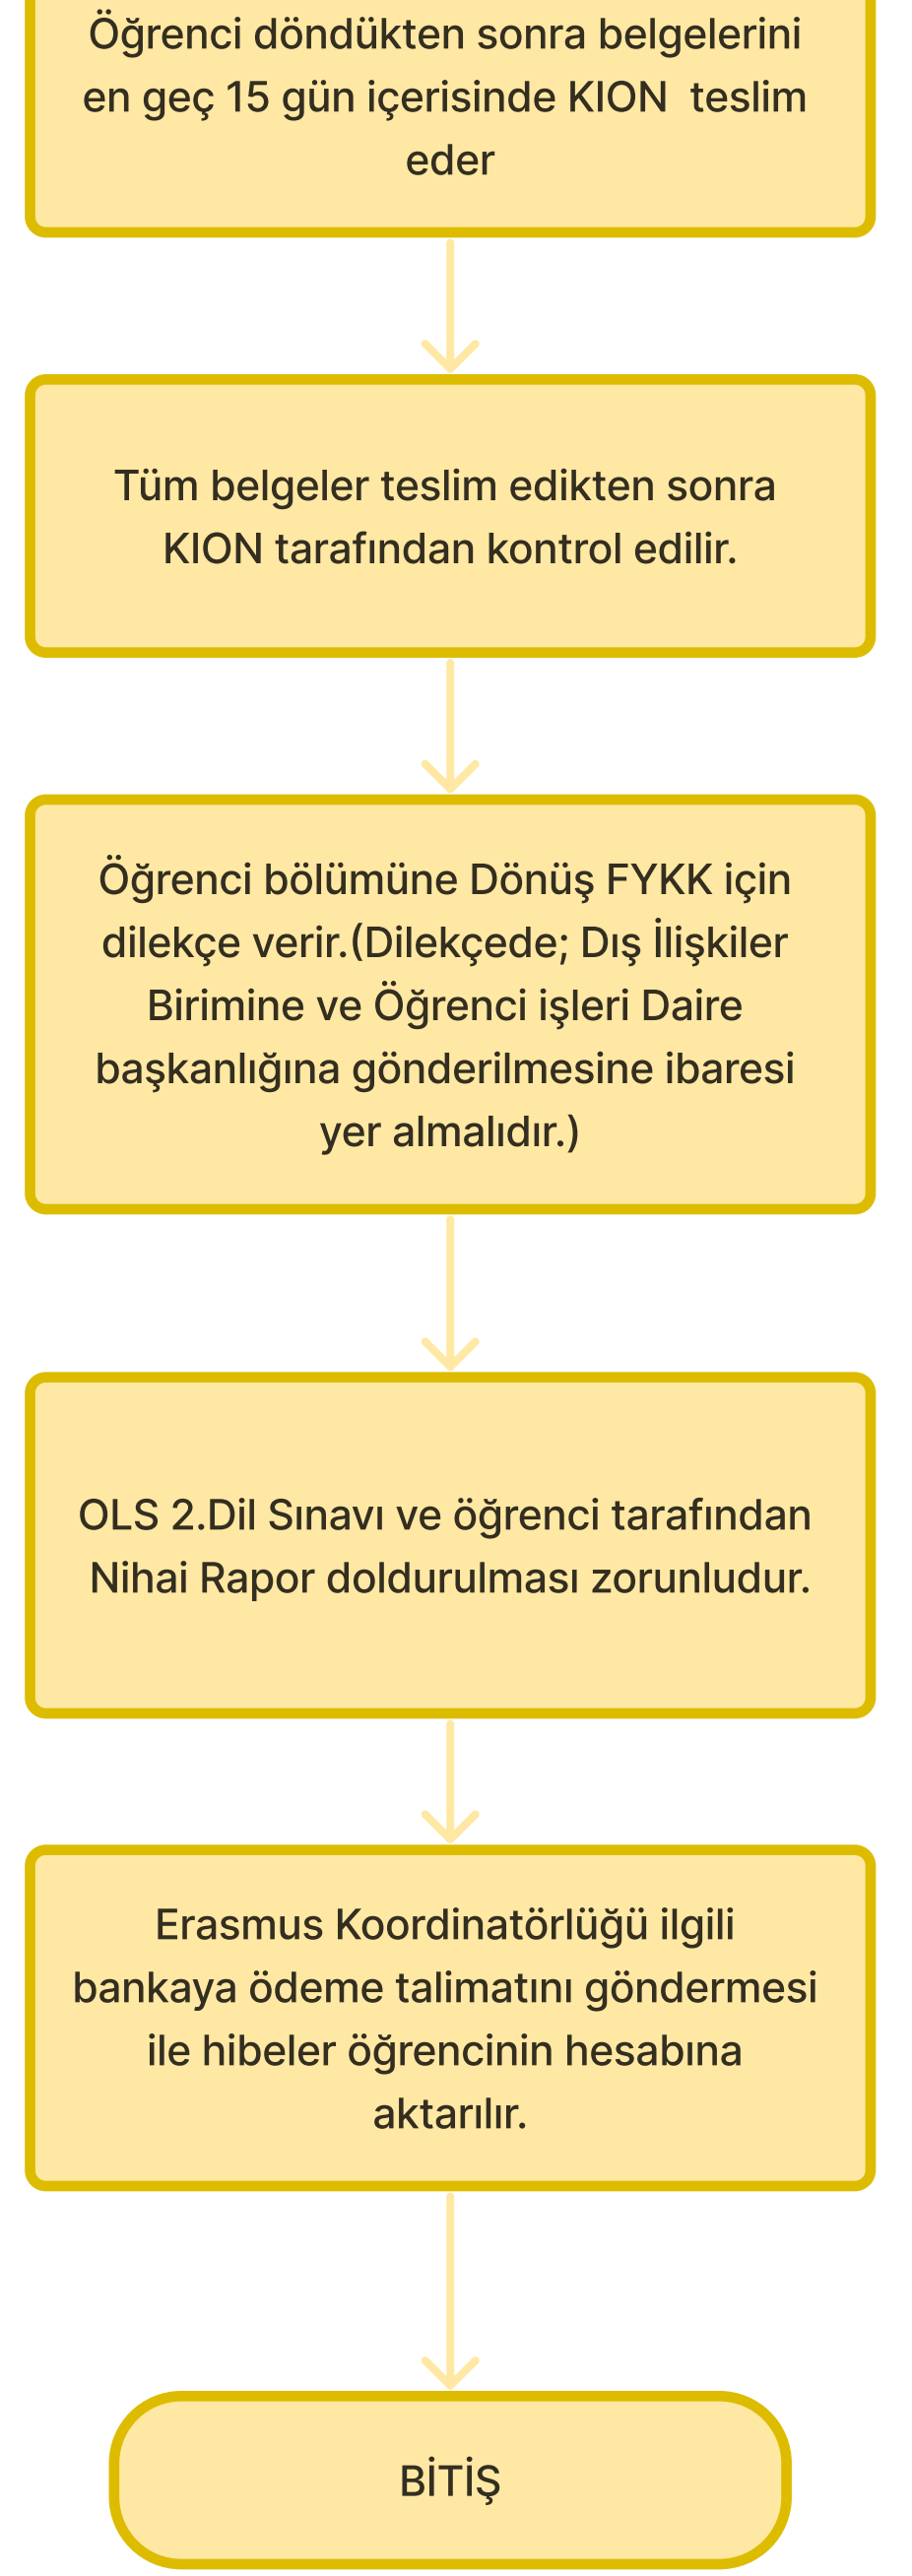 Öğrenci döndükten sonra belgelerini
en geç 15 gün içerisinde KION  teslim
eder
Tüm belgeler teslim edikten sonra
KION tarafından kontrol edilir.
Öğrenci bölümüne Dönüş FYKK için
dilekçe verir.(Dilekçede; Dış İlişkiler
Birimine ve Öğrenci işleri Daire
başkanlığına gönderilmesine ibaresi
yer almalıdır.)
OLS 2.Dil Sınavı ve öğrenci tarafından
Nihai Rapor doldurulması zorunludur.
Erasmus Koordinatörlüğü ilgili
bankaya ödeme talimatını göndermesi
ile hibeler öğrencinin hesabına
aktarılır.
BİTİŞ